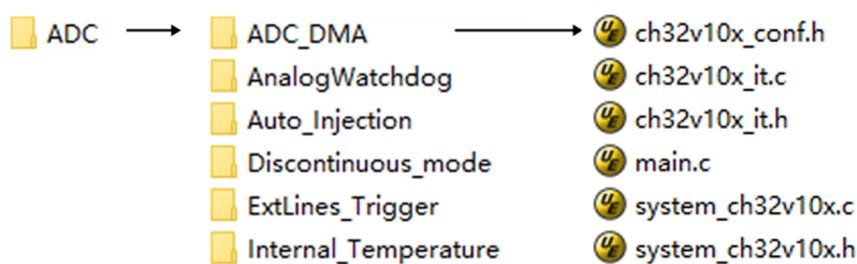 ADC ADC_DMA ch32v10x_conf.h
AnalogWatchdog ch32v10x_it.c
Auto_Injection ch32v10x_it.h
Discontinuous_mode main.c
ExtLines_Trigger system_ch32v10x.c
Internal_Temperature system_ch32v10x.h